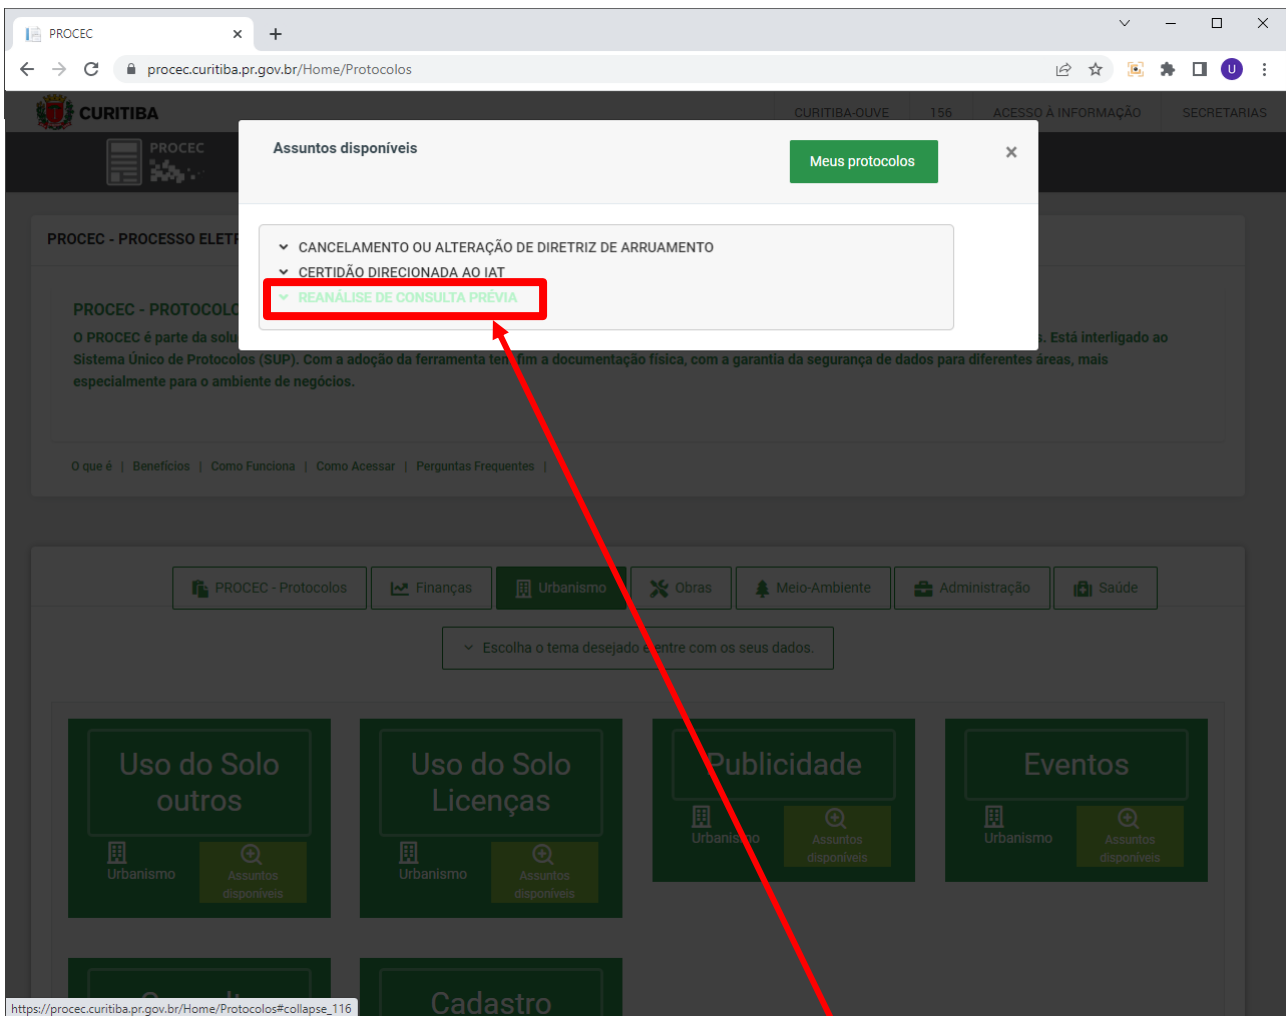 PROCEC
procec.curitiba.pr.gov.br/Home/Protocolos
U
CURITIBA
CURITIBA-OUVE
156
ACESSO À INFORMAÇÃO
SECRETARIAS
PROCEC
Assuntos disponíveis
Meus protocolos
PROCEC - PROCESSO ELETR
CANCELAMENTO OU ALTERAÇÃO DE DIRETRIZ DE ARRUAMENTO
CERTIDÃO DIRECIONADA AO IAT
REANÁLISE DE CONSULTA PRÉVIA
PROCEC - PROTOCOLO
O PROCEC é parte da solu s. Está interligado ao
Sistema Único de Protocolos (SUP). Com a adoção da ferramenta tem fim a documentação física, com a garantia da segurança de dados para diferentes áreas, mais
especialmente para o ambiente de negócios.
O que é | Benefícios | Como Funciona | Como Acessar | Perguntas Frequentes |
PROCEC - Protocolos
Finanças
Urbanismo
Obras
Meio-Ambiente
Administração
Saúde
Escolha o tema desejado e entre com os seus dados.
Uso do Solo
outros
Urbanismo
Assuntos
disponíveis
Uso do Solo
Licenças
Urbanismo
Assuntos
disponíveis
Publicidade
Urbanismo
Assuntos
disponíveis
Eventos
Urbanismo
Assuntos
disponíveis
Cadastro
https://procec.curitiba.pr.gov.br/Home/Protocolos#collapse_116